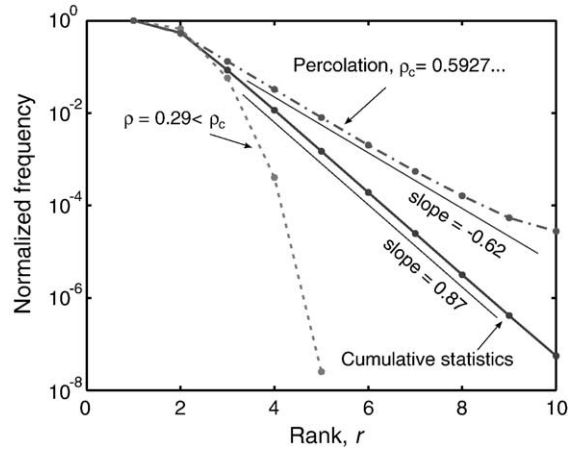 Normalized frequency
10^0
10^-2
10^-4
10^-6
10^-8
Percolation, ρc= 0.5927...
ρ = 0.29< ρc
slope = -0.62
slope = 0.87
Cumulative statistics
0 2 4 6 8 10
Rank, r